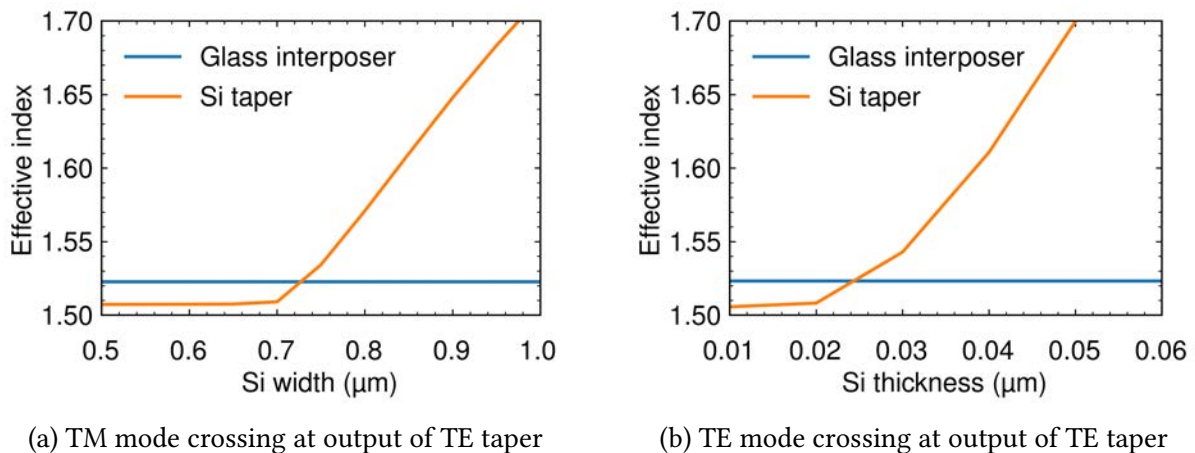 1.70
1.65
1.60
1.55
1.50
Effective index
Glass interposer
Si taper
0.5 0.6 0.7 0.8 0.9 1.0
Si width (µm)
(a) TM mode crossing at output of TE taper
1.70
1.65
1.60
1.55
1.50
Effective index
Glass interposer
Si taper
0.01 0.02 0.03 0.04 0.05 0.06
Si thickness (µm)
(b) TE mode crossing at output of TE taper